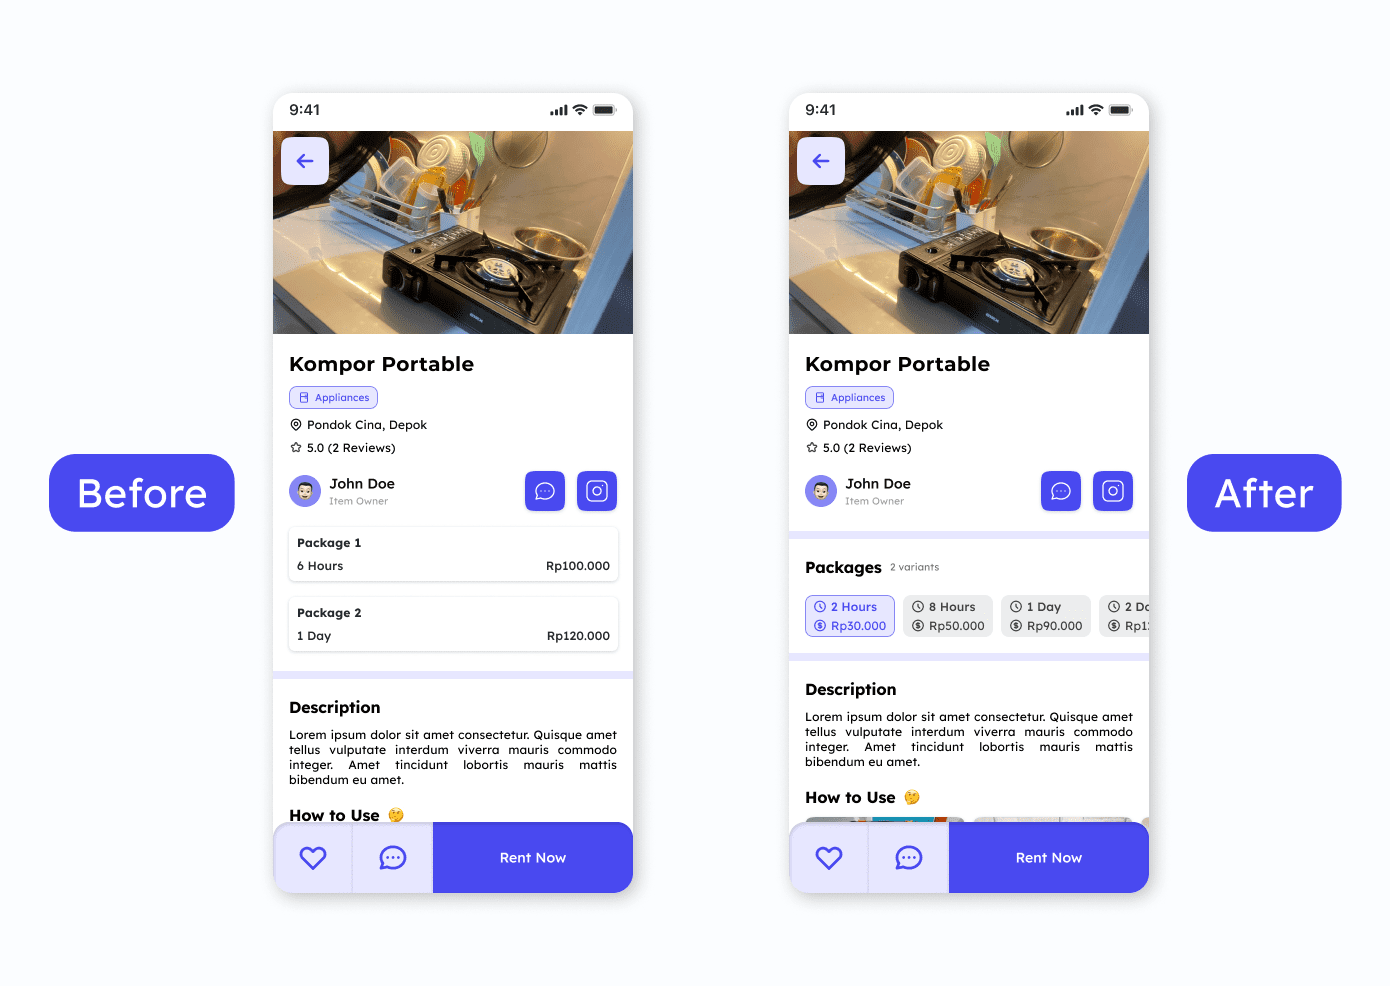 Before
9:41
Kompor Portable
Appliances
Pondok Cina, Depok
5.0 (2 Reviews)
John Doe
Item Owner
Package 1
6 Hours Rp100.000
Package 2
1 Day Rp120.000
Description
Lorem ipsum dolor sit amet consectetur. Quisque amet
tellus vulputate interdum viverra mauris commodo
integer. Amet tincidunt lobortis mauris mattis
bibendum eu amet.
How to Use 🤔
Rent Now
9:41
Kompor Portable
Appliances
Pondok Cina, Depok
5.0 (2 Reviews)
John Doe
Item Owner
Packages 2 variants
2 Hours 8 Hours 1 Day 2 Da
Rp30.000 Rp50.000 Rp90.000 Rp1
Description
Lorem ipsum dolor sit amet consectetur. Quisque amet
tellus vulputate interdum viverra mauris commodo
integer. Amet tincidunt lobortis mauris mattis
bibendum eu amet.
How to Use 🤔
Rent Now
After